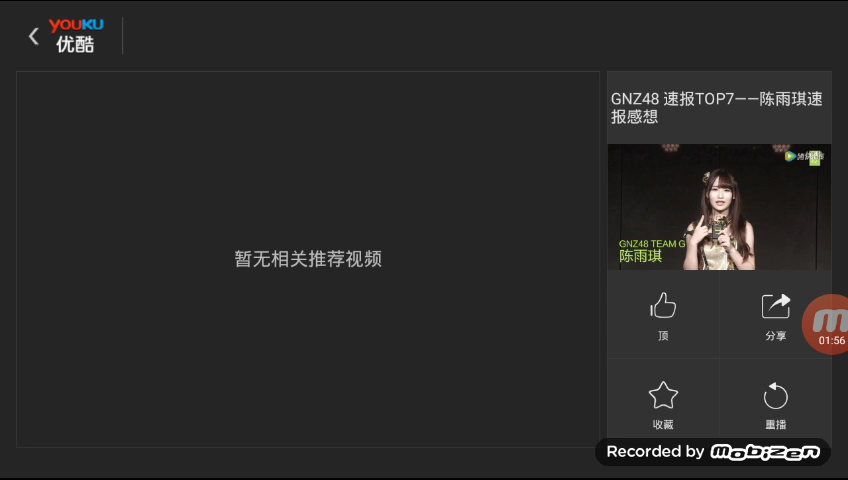 YOUKU
优酷
GNZ48 速报TOP7——陈雨琪速
报感想
GNZ48 TEAM G
陈雨琪
暂无相关推荐视频
顶
分享
01:56
收藏
重播
Recorded by mobizen